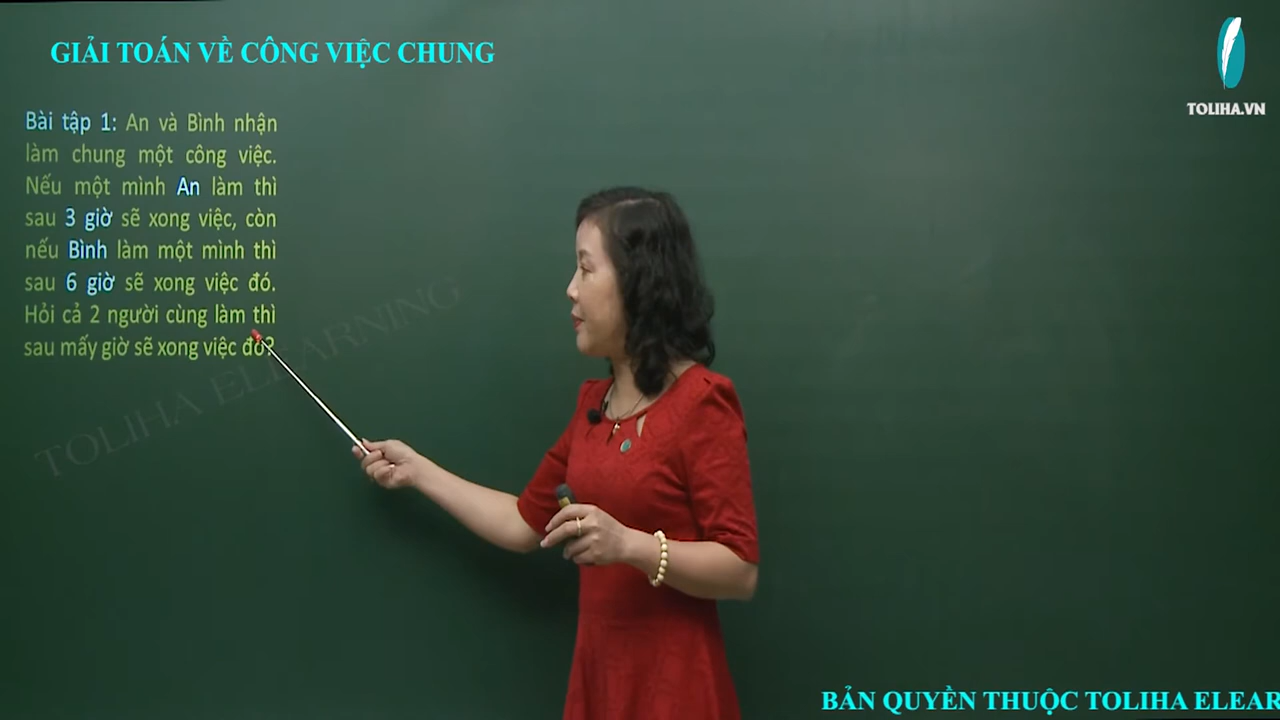 GIẢI TOÁN VỀ CÔNG VIỆC CHUNG
TOLIHA.VN
Bài tập 1: An và Bình nhận
làm chung một công việc.
Nếu một mình An làm thì
sau 3 giờ sẽ xong việc, còn
nếu Bình làm một mình thì
sau 6 giờ sẽ xong việc đó.
Hỏi cả 2 người cùng làm thì
sau mấy giờ sẽ xong việc đó?
TOLIHA ELEARNING
BẢN QUYỀN THUỘC TOLIHA ELEAR